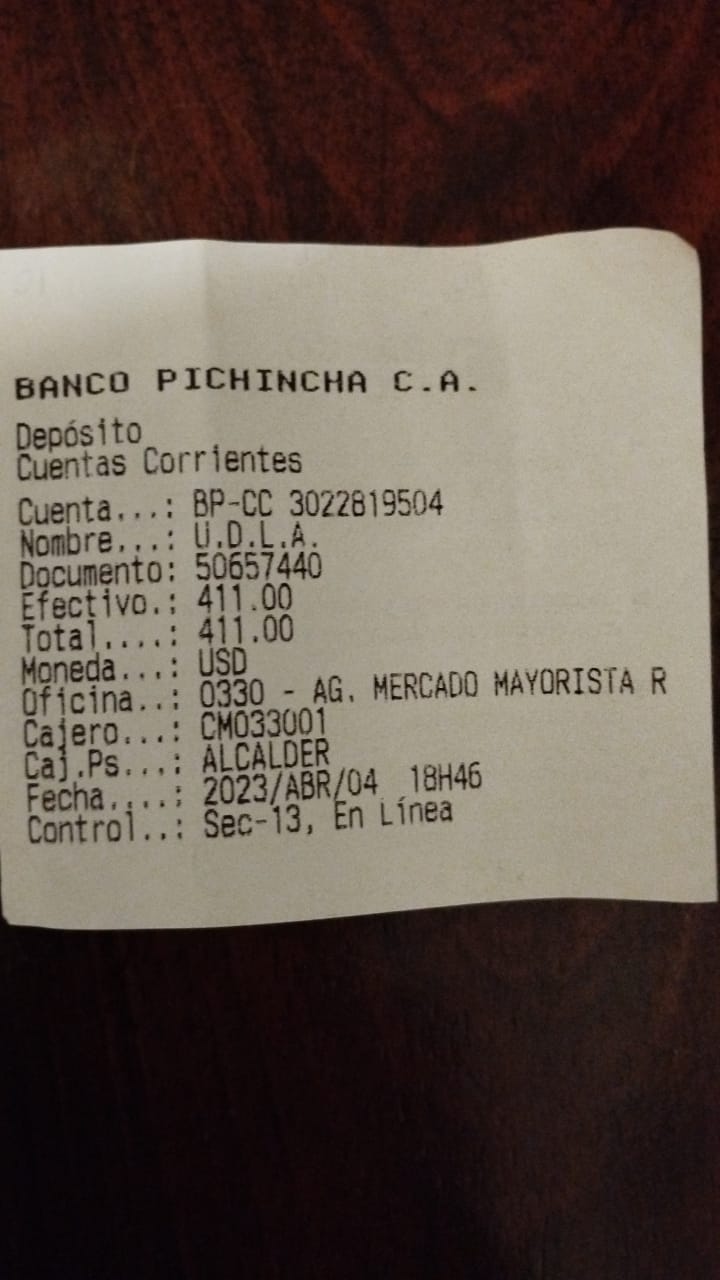 BANCO PICHINCHA C.A.
Depósito
Cuentas Corrientes
Cuenta...: BP-CC 3022819504
Nombre...: U.D.L.A.
Documento: 50657440
Efectivo.: 411.00
Total....: 411.00
Moneda...: USD
Oficina..: 0330 - AG. MERCADO MAYORISTA R
Cajero...: CM033001
Caj.Ps...: ALCALDER
Fecha....: 2023/ABR/04 18H46
Control..: Sec-13, En Línea